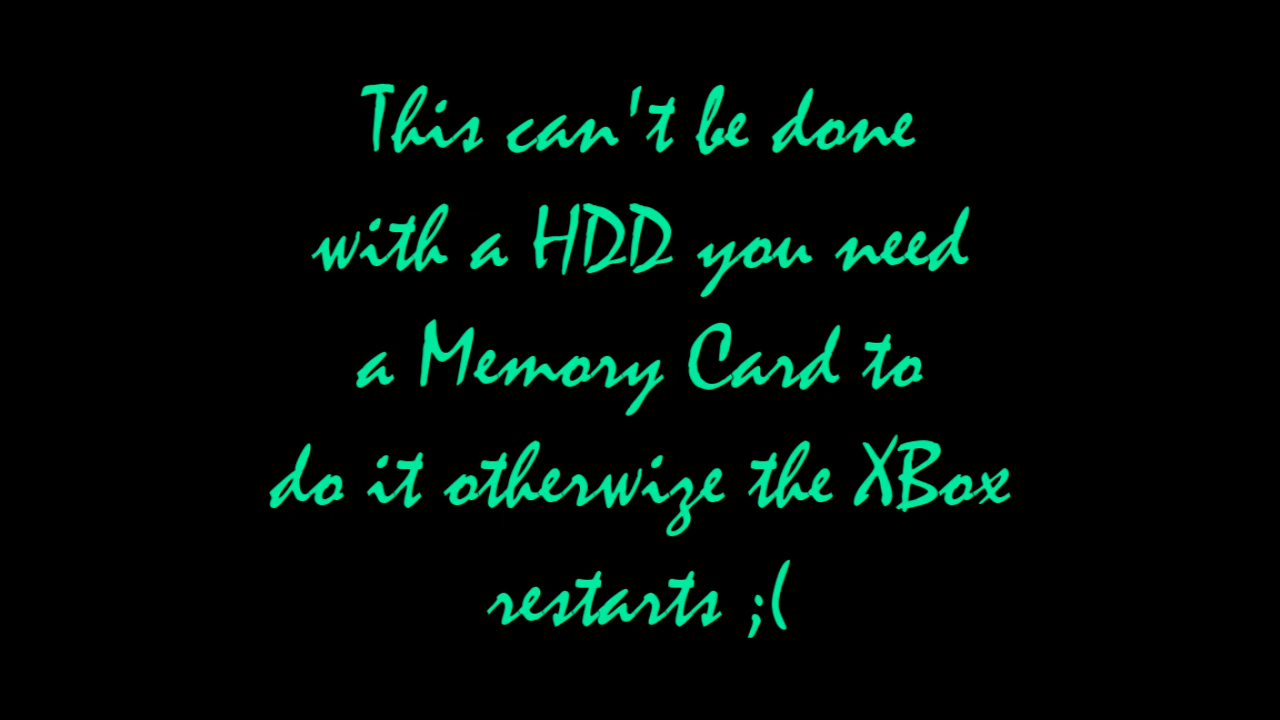 This can't be done
with a HDD you need
a Memory Card to
do it otherwize the XBox
restarts ;(